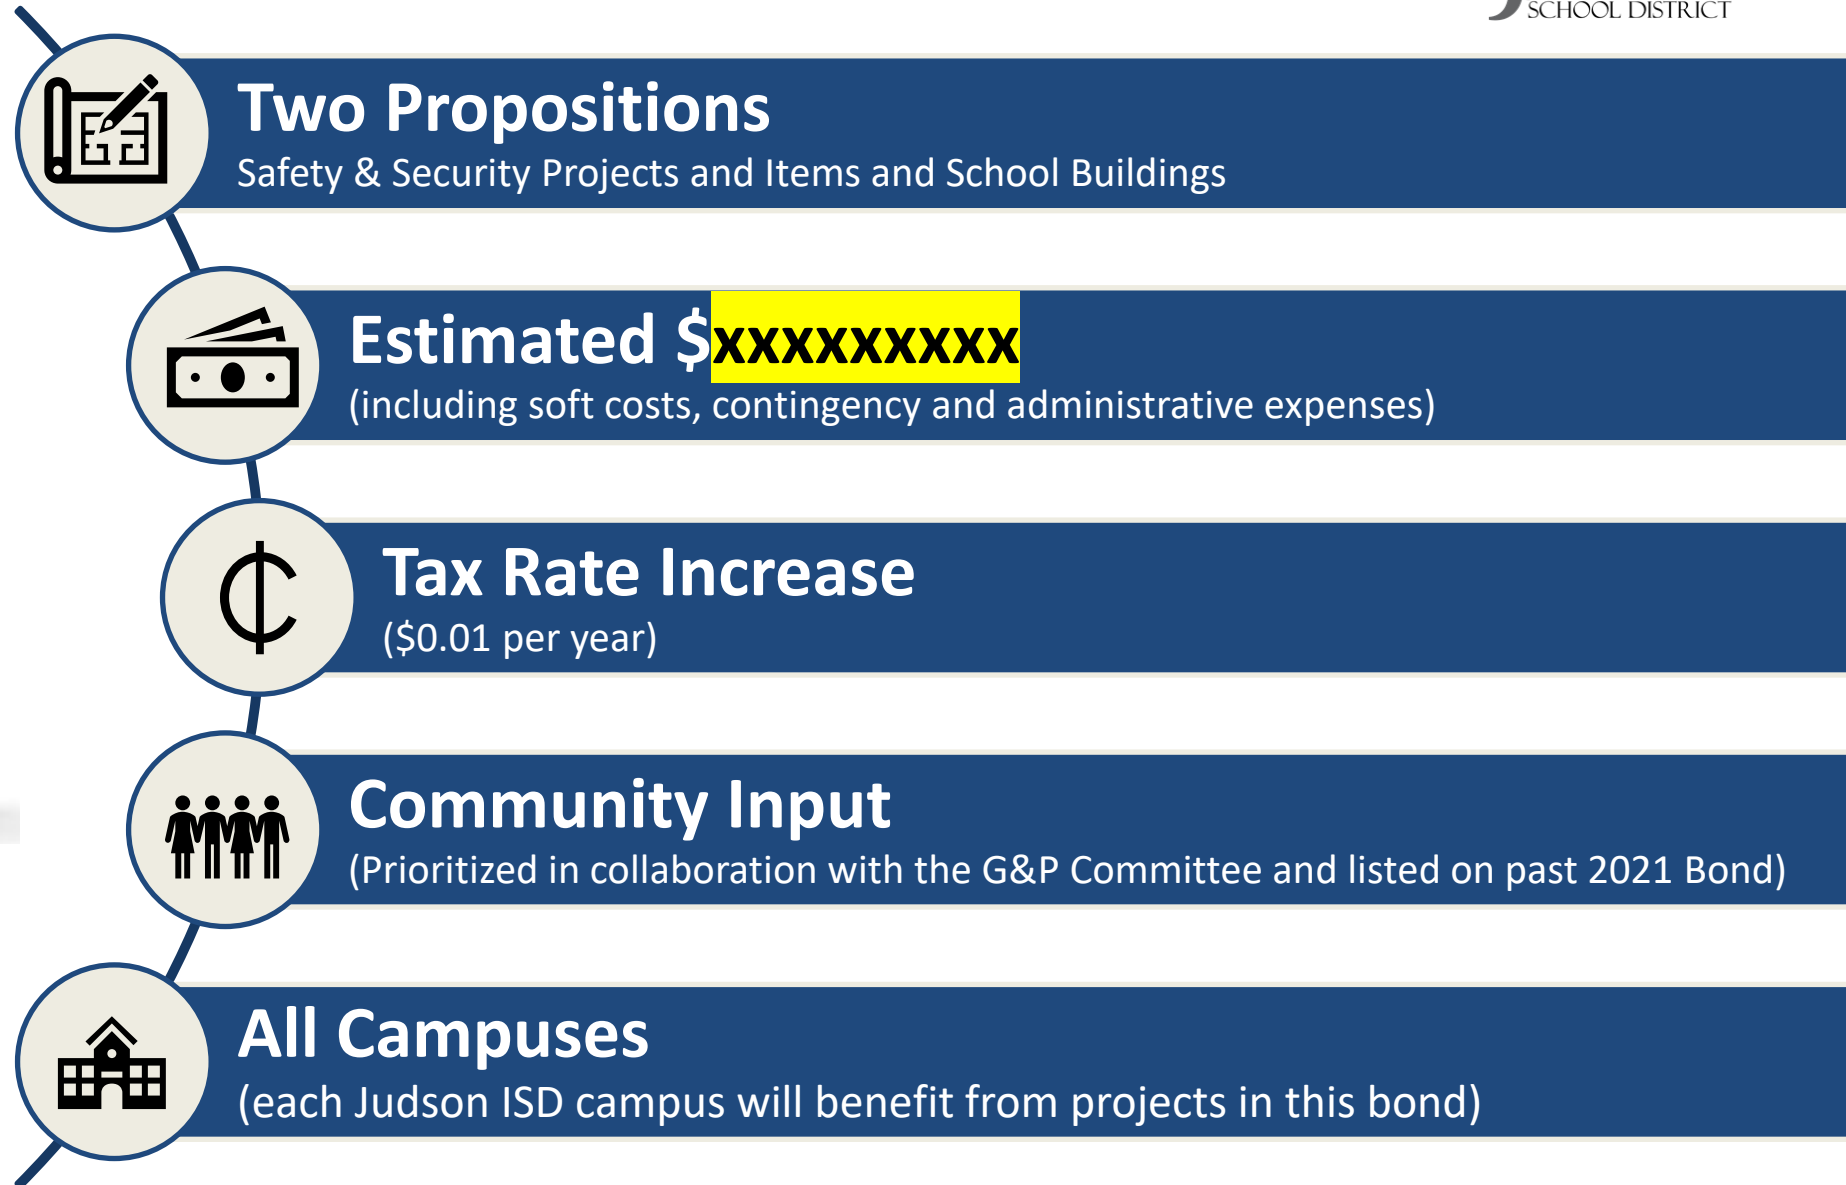 SCHOOL DISTRICT
Two Propositions
Safety & Security Projects and Items and School Buildings
Estimated $xxxxxxxxx
(including soft costs, contingency and administrative expenses)
₵
Tax Rate Increase
($0.01 per year)
Community Input
(Prioritized in collaboration with the G&P Committee and listed on past 2021 Bond)
All Campuses
(each Judson ISD campus will benefit from projects in this bond)